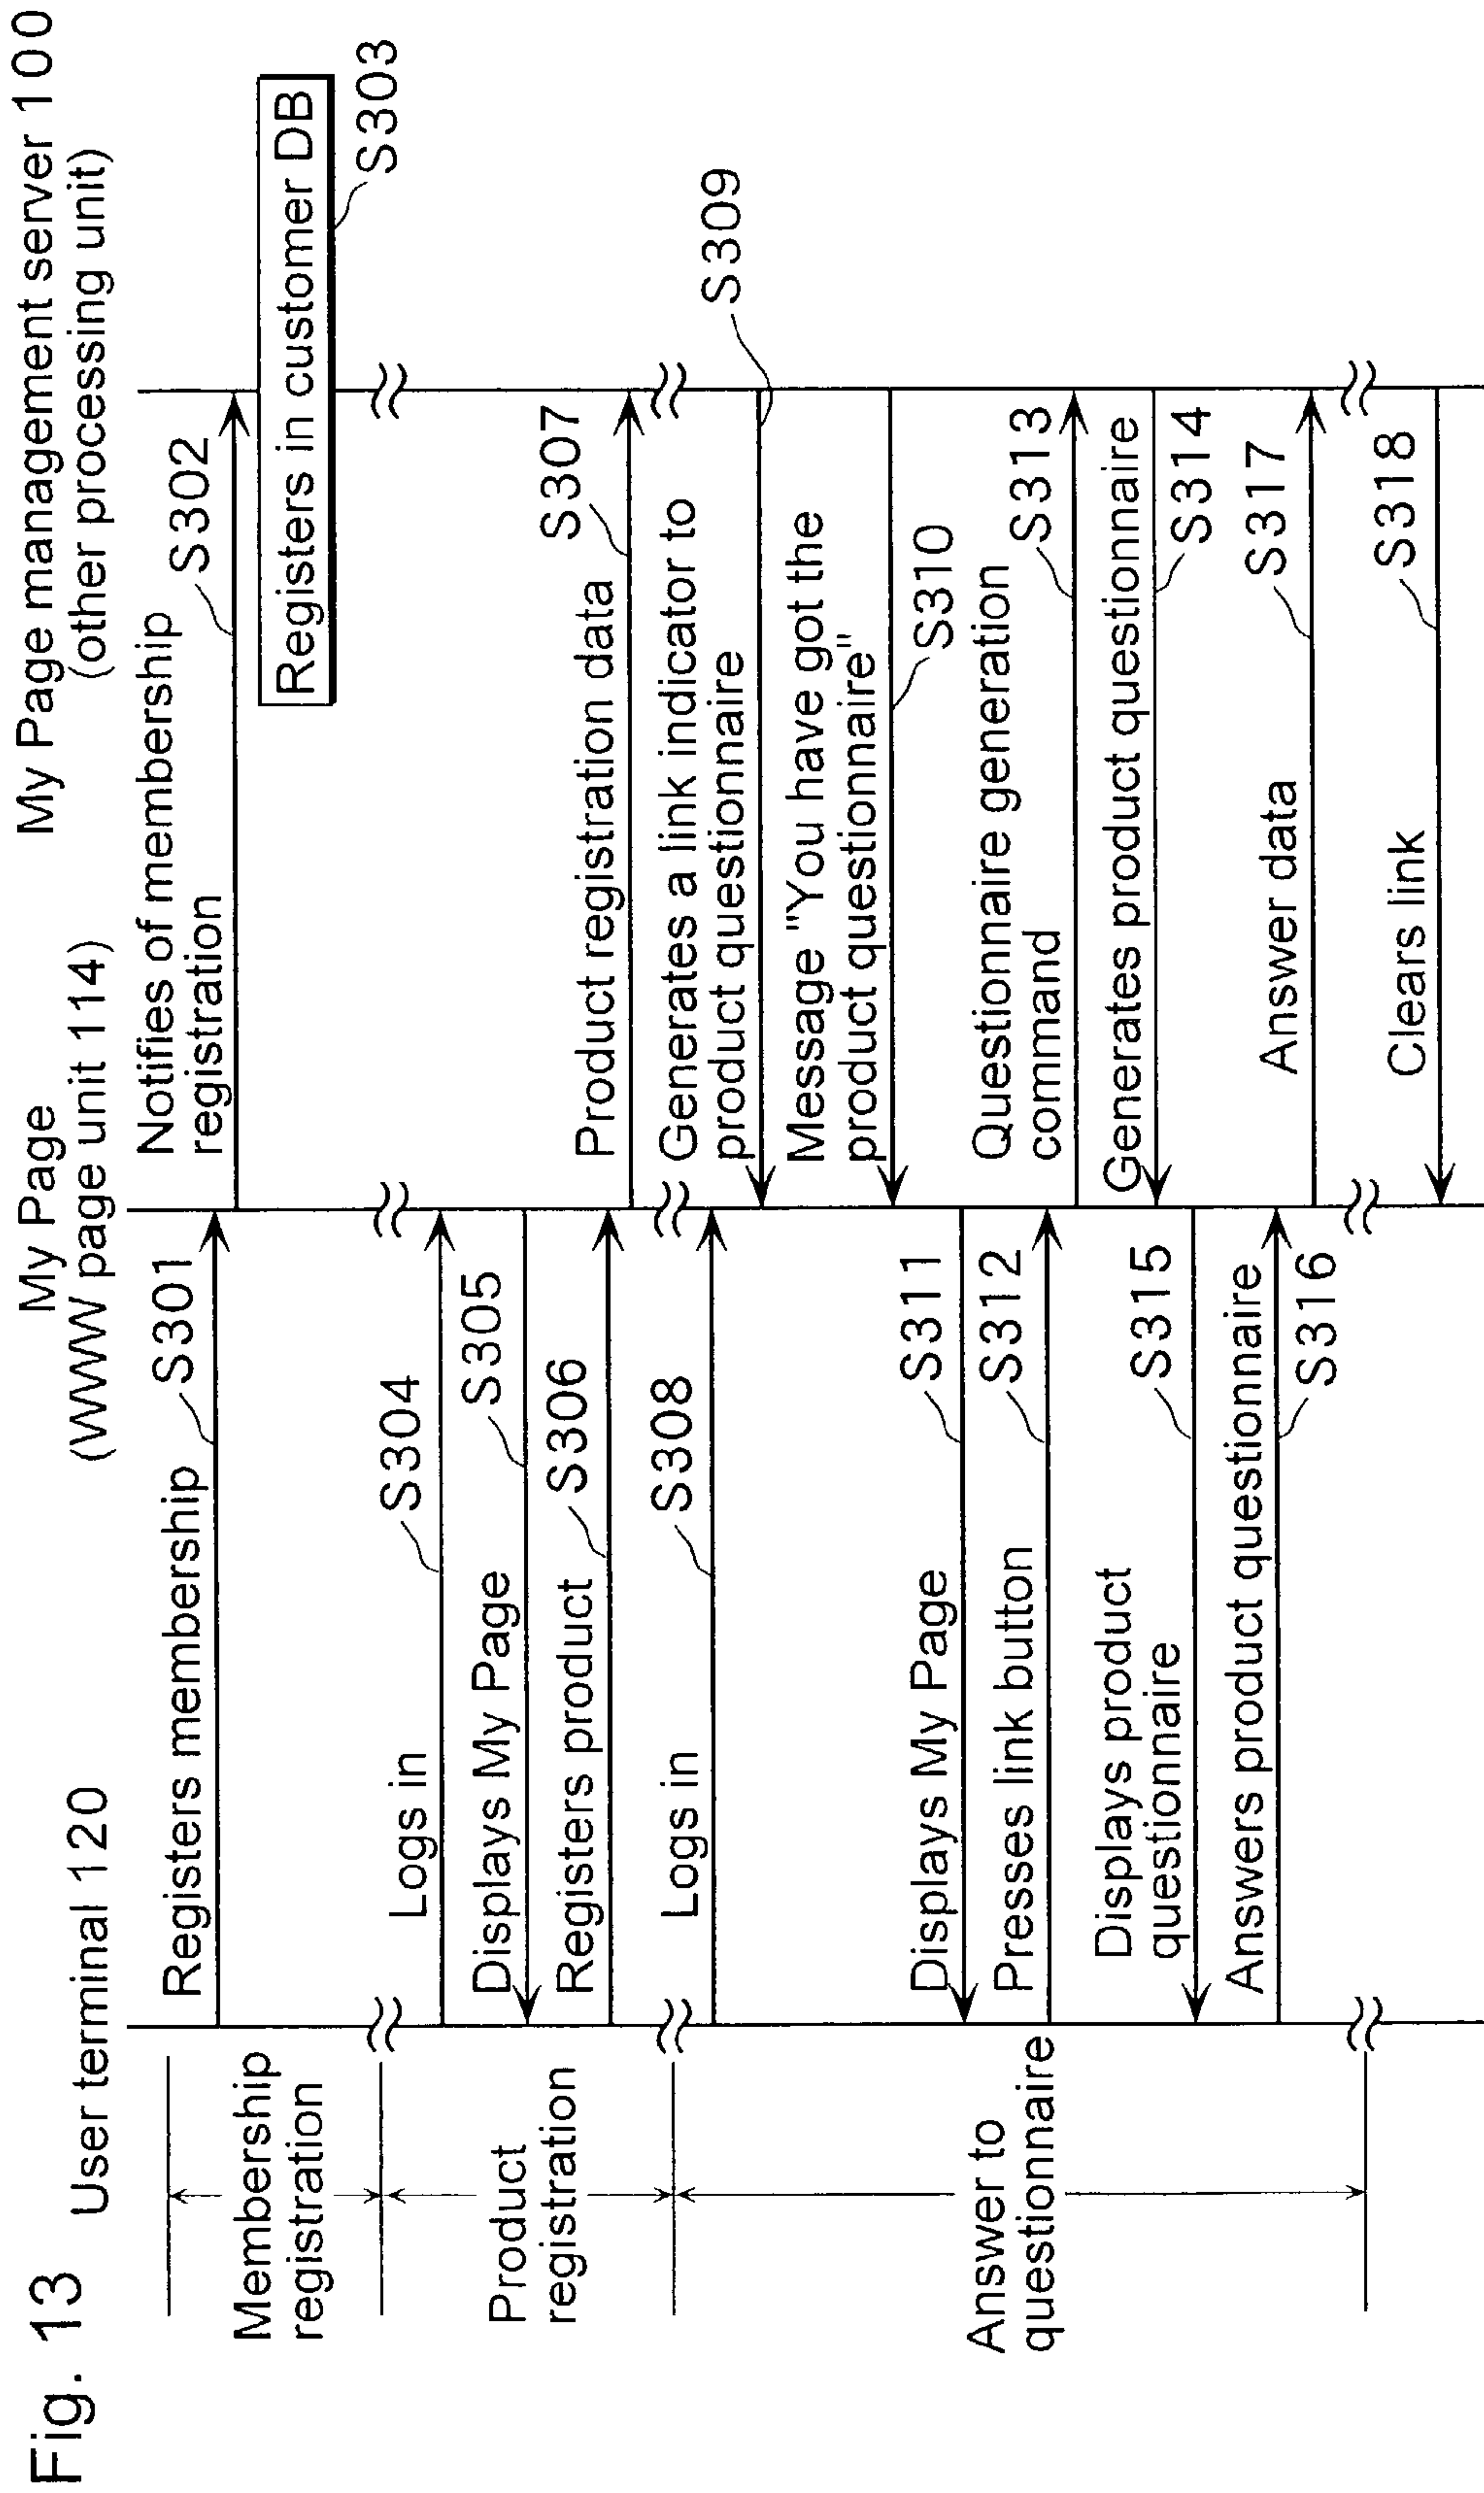 Fig. 13
User terminal 120
My Page
(WWW page unit 114)
My Page management server 100
(other processing unit)
Membership
registration
Registers membership
S301
Notifies of membership
registration
S302
Registers in customer DB
S303
Product
registration
Logs in
S304
Displays My Page
S305
Registers product
S306
Product registration data
S307
Answer to
questionnaire
Logs in
S308
Generates a link indicator to
product questionnaire
S309
Message "You have got the
product questionnaire"
S310
Displays My Page
S311
Presses link button
S312
Questionnaire generation
command
S313
Generates product questionnaire
S314
Displays product
questionnaire
S315
Answers product questionnaire
S316
Answer data
S317
Clears link
S318